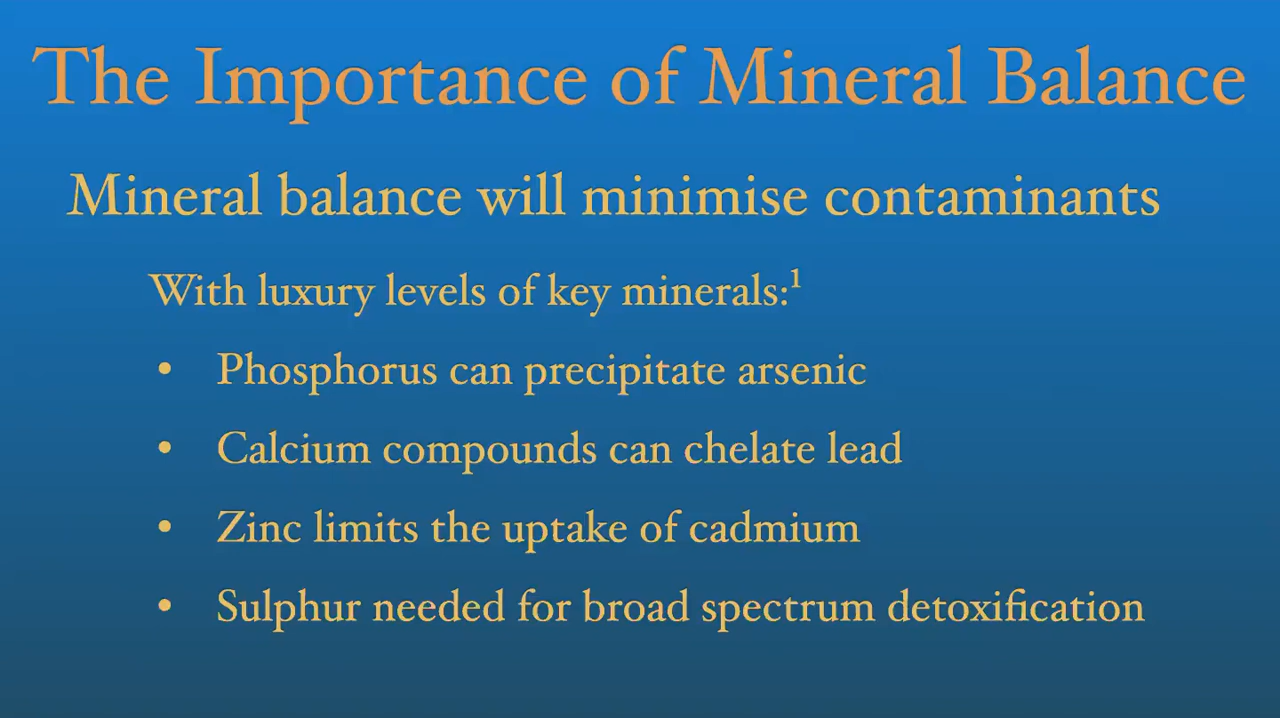 The Importance of Mineral Balance
Mineral balance will minimise contaminants
With luxury levels of key minerals:¹
• Phosphorus can precipitate arsenic
• Calcium compounds can chelate lead
• Zinc limits the uptake of cadmium
• Sulphur needed for broad spectrum detoxification